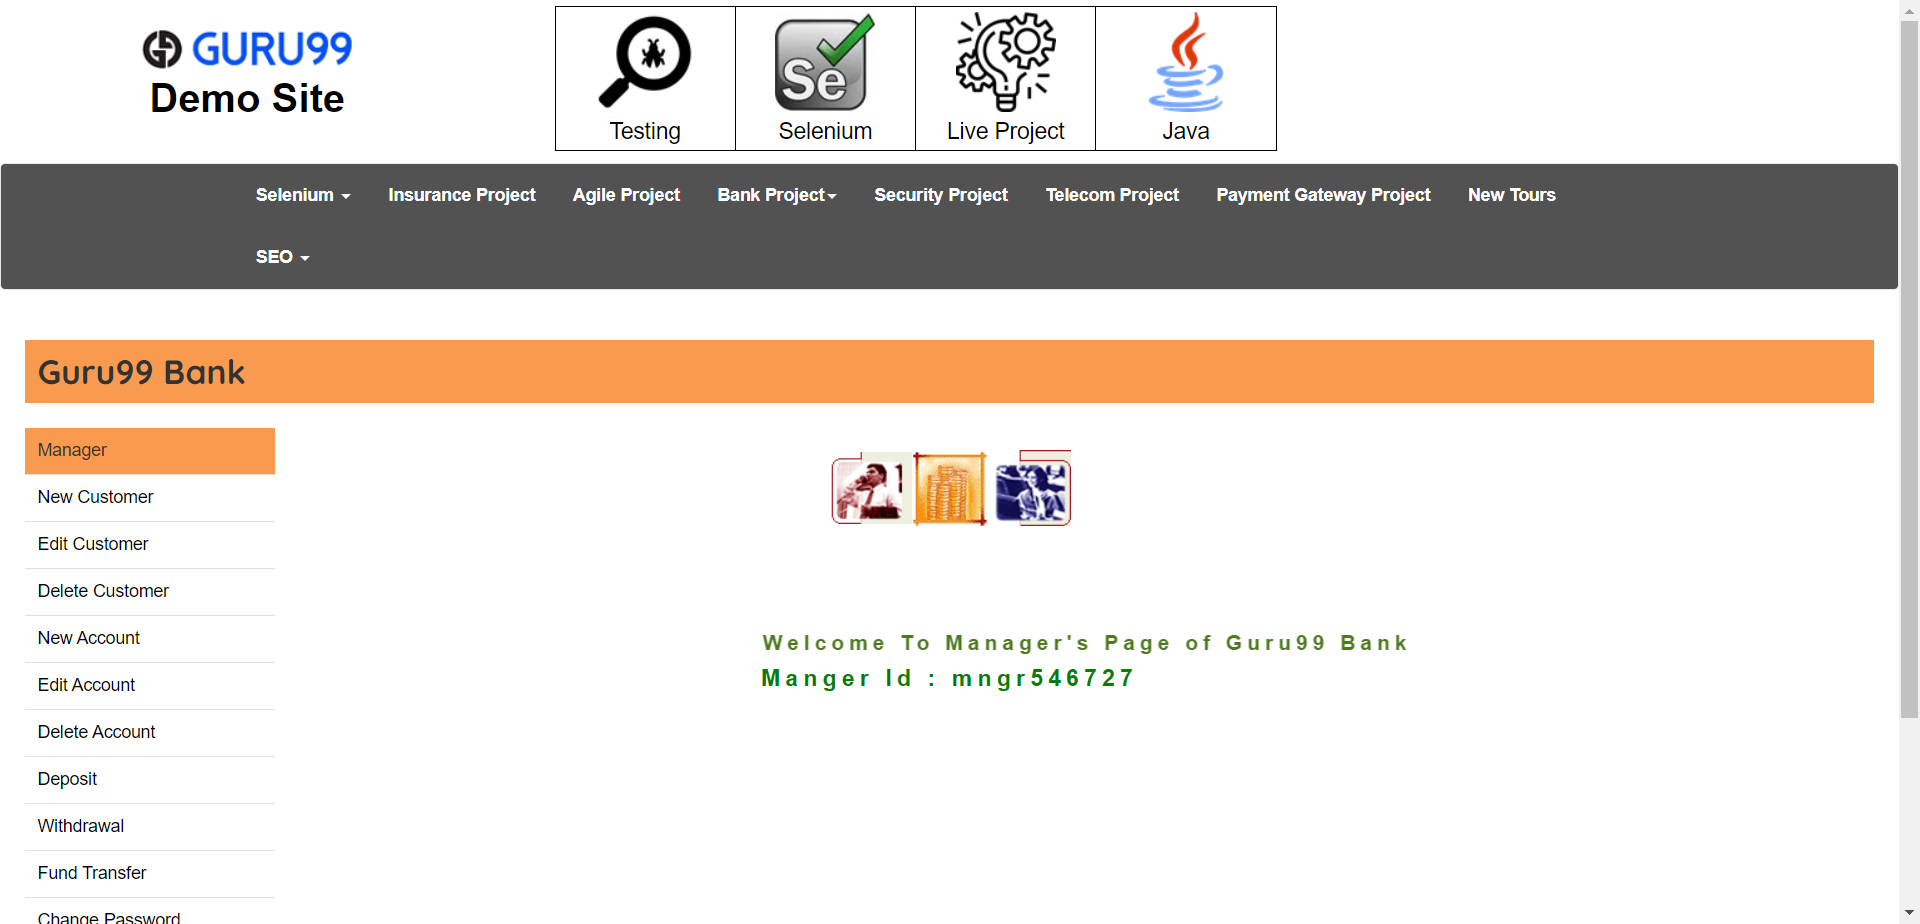 GURU99
Demo Site
Se
Testing
Selenium
Live Project
Java
Selenium
Insurance Project
Agile Project
Bank Project
Security Project
Telecom Project
Payment Gateway Project
New Tours
SEO
Guru99 Bank
Manager
New Customer
Edit Customer
Delete Customer
New Account
Edit Account
Delete Account
Deposit
Withdrawal
Fund Transfer
Change Password
Welcome To Manager's Page of Guru99 Bank
Manger Id : mngr546727